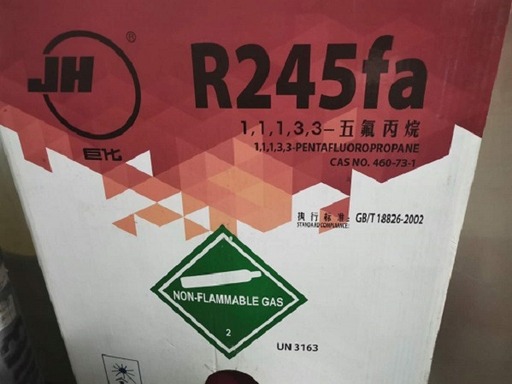 JH
巨化
R245fa
1,1,1,3,3-五氟丙烷
1,1,1,3,3-PENTAFLUOROPROPANE
CAS NO. 460-73-1
执行标准: GB/T 18826-2002
STANDARD COMPLIANCE:
NON-FLAMMABLE GAS
2
UN 3163